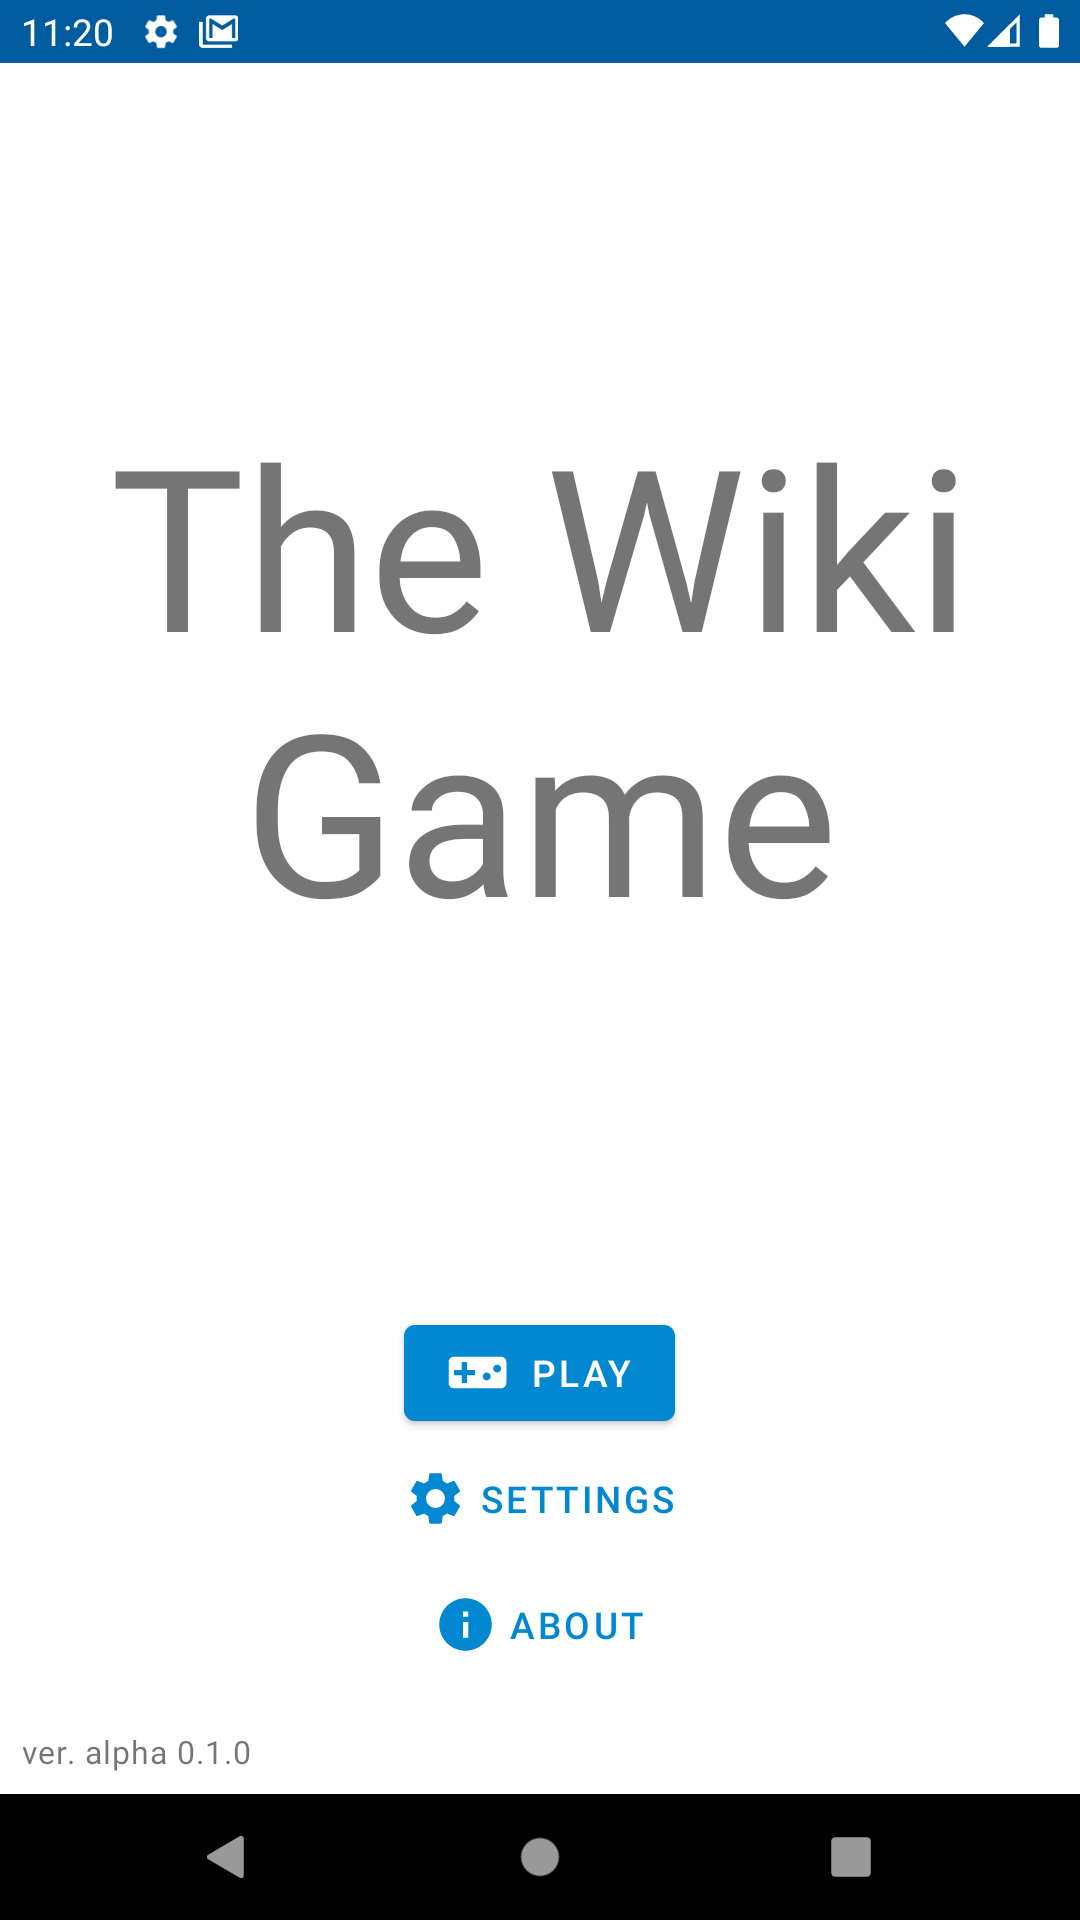 11:20
The Wiki
Game
PLAY
SETTINGS
ABOUT
ver. alpha 0.1.0